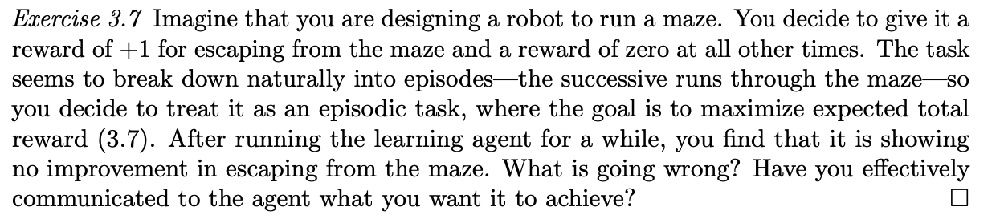 Exercise 3.7 Imagine that you are designing a robot to run a maze. You decide to give it a
reward of +1 for escaping from the maze and a reward of zero at all other times. The task
seems to break down naturally into episodes—the successive runs through the maze—so
you decide to treat it as an episodic task, where the goal is to maximize expected total
reward (3.7). After running the learning agent for a while, you find that it is showing
no improvement in escaping from the maze. What is going wrong? Have you effectively
communicated to the agent what you want it to achieve? □